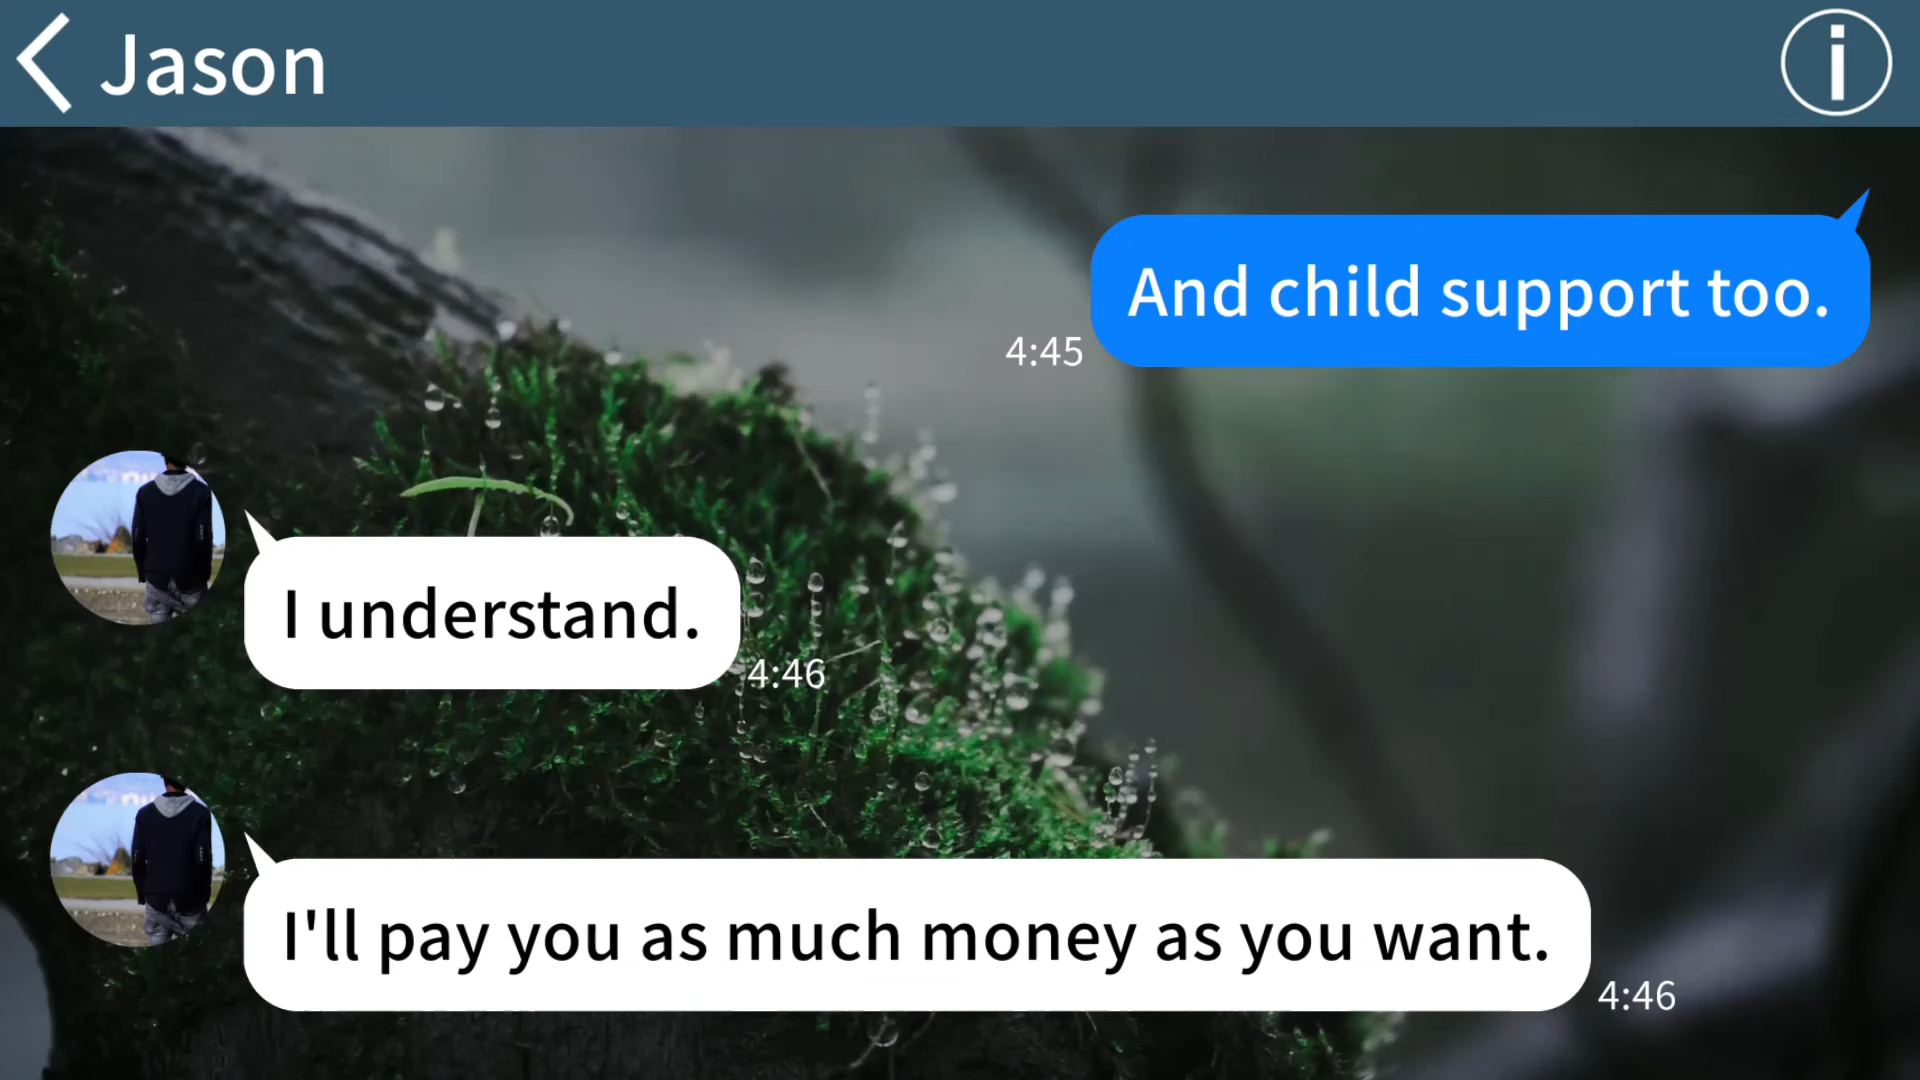 Jason
And child support too.
4:45
I understand.
4:46
I'll pay you as much money as you want.
4:46